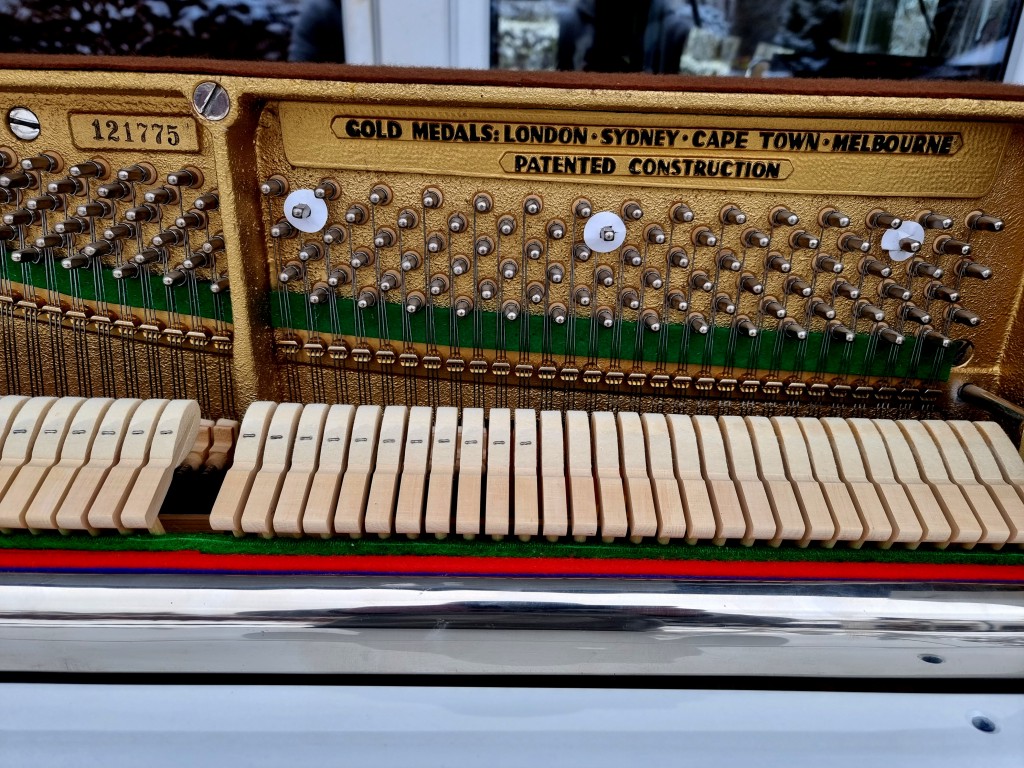 121775
GOLD MEDALS: LONDON · SYDNEY · CAPE TOWN · MELBOURNE
PATENTED CONSTRUCTION